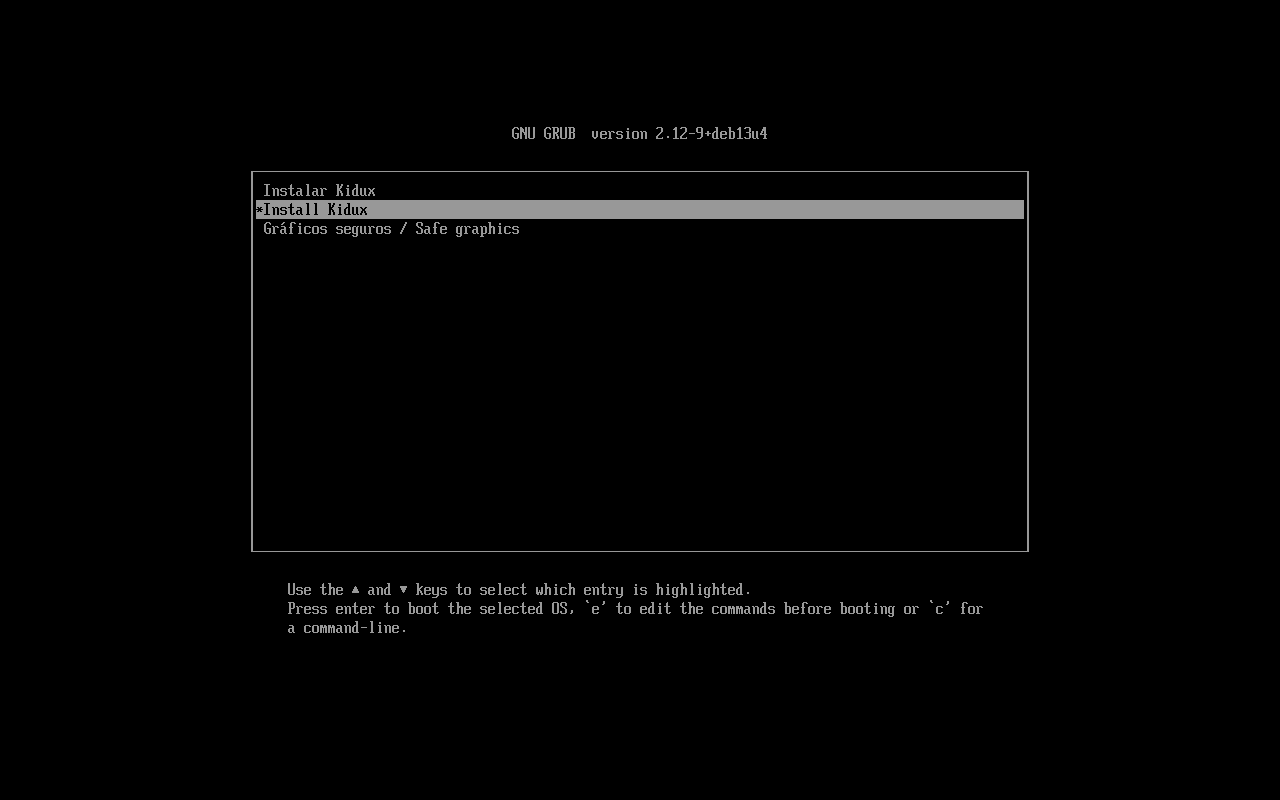 GNU GRUB  version 2.12-9+deb13u4
Instalar Kidux
*Install Kidux
Gráficos seguros / Safe graphics
Use the ▲ and ▼ keys to select which entry is highlighted.
Press enter to boot the selected OS, `e' to edit the commands before booting or `c' for
a command-line.